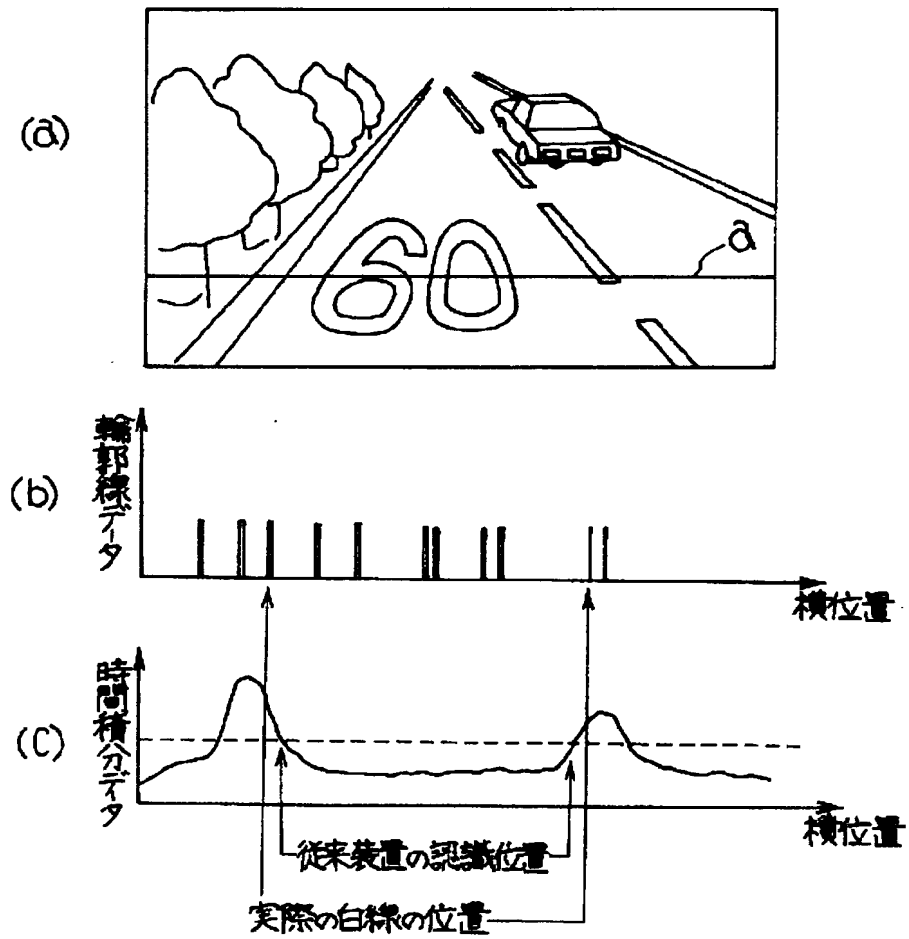 (a)
60
a
(b)
輪郭線データ
横位置
(C)
時間積分データ
横位置
従来装置の認識位置
実際の白線の位置